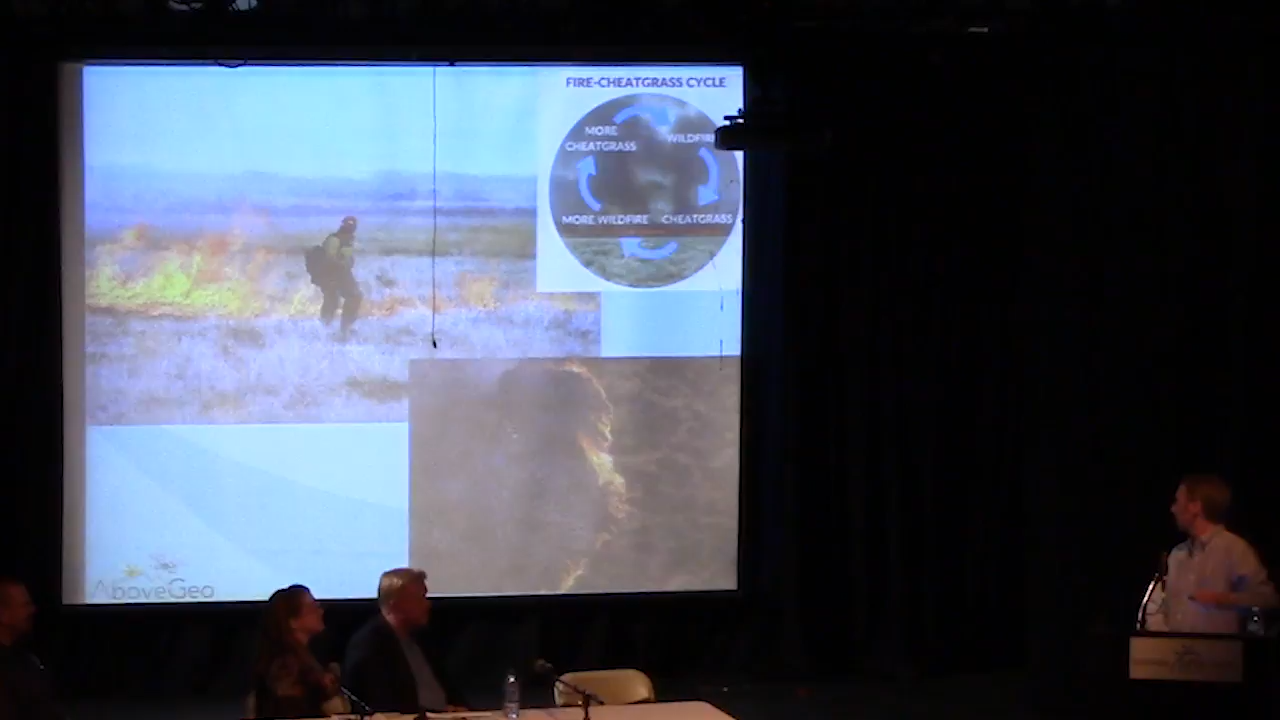 FIRE-CHEATGRASS CYCLE
MORE
CHEATGRASS
WILDFIRE
MORE WILDFIRE
CHEATGRASS
AboveGeo